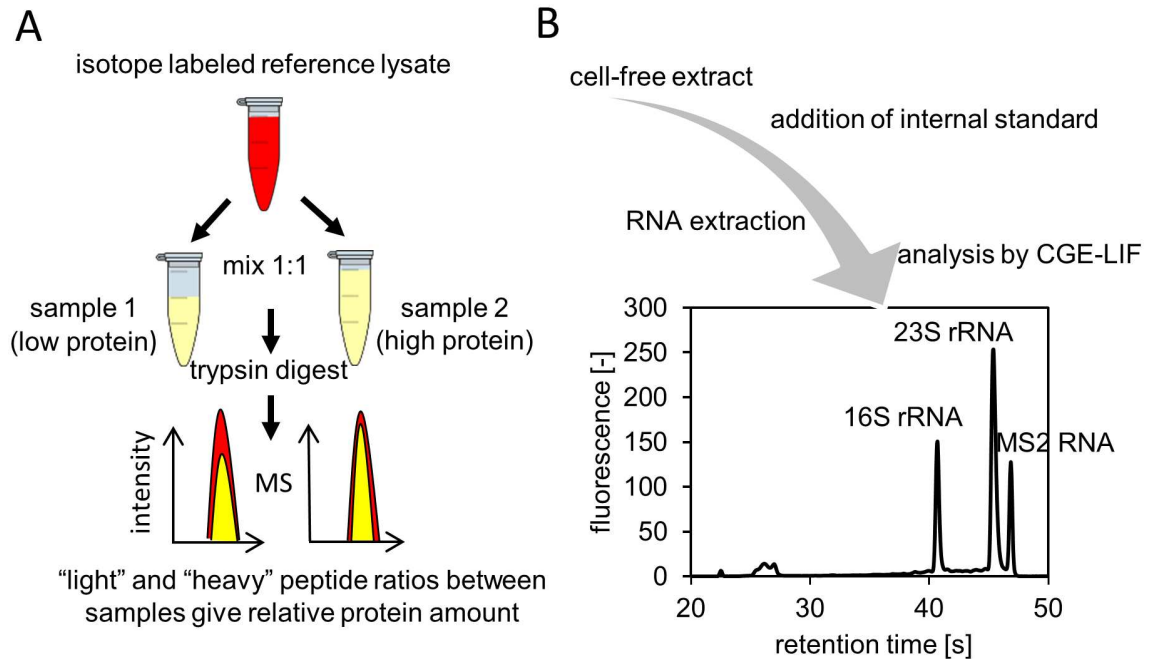 A
isotope labeled reference lysate
mix 1:1
sample 1
(low protein)
sample 2
(high protein)
trypsin digest
intensity
MS
“light” and “heavy” peptide ratios between
samples give relative protein amount
B
cell-free extract
addition of internal standard
RNA extraction
analysis by CGE-LIF
300
250
200
150
100
50
0
fluorescence [-]
23S rRNA
16S rRNA
MS2 RNA
20 30 40 50
retention time [s]